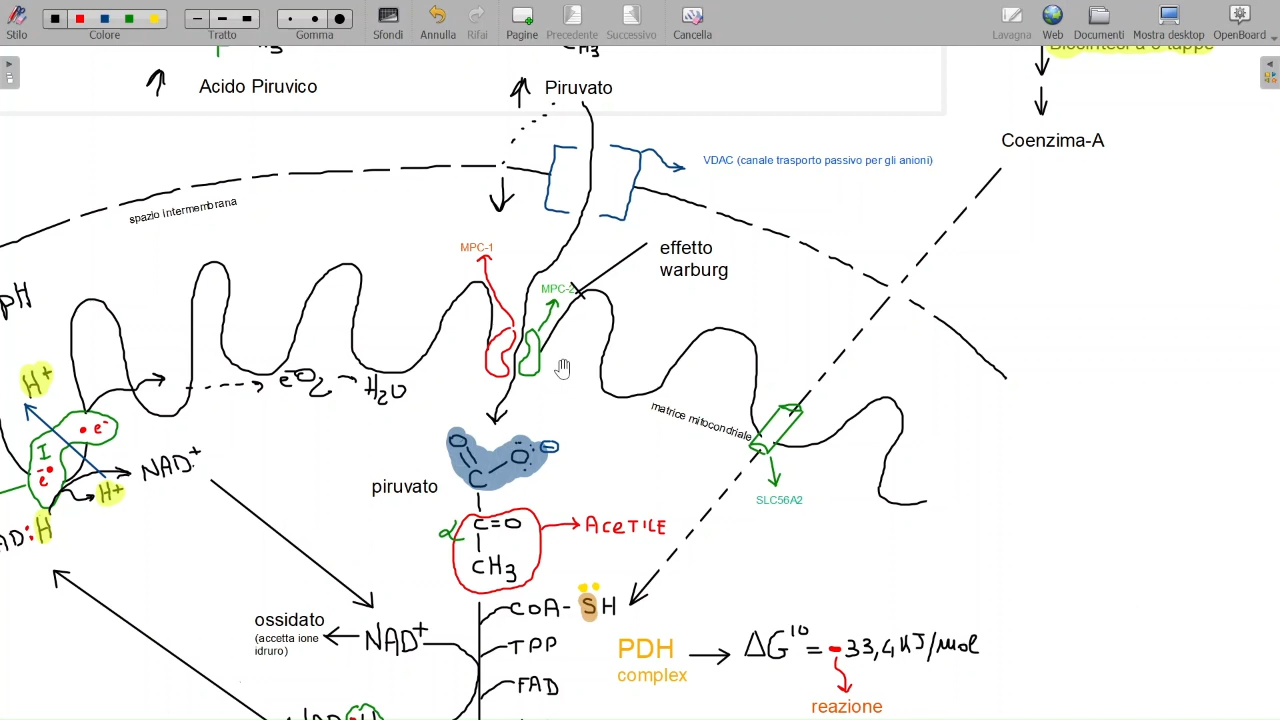 Stilo
Colore
Tratto
Gomma
Sfondi
Annulla
Rifai
Pagine
Precedente
Successivo
Cancella
Lavagna
Web
Documenti
Mostra desktop
OpenBoard
CH3
Acido Piruvico
Piruvato
Coenzima-A
VDAC (canale trasporto passivo per gli anioni)
spazio intermembrana
MPC-1
effetto
warburg
MPC-2
pH
H+
e- O2
H2O
I
e-
e-
NAD+
H+
H
matrice mitocondriale
SLC56A2
piruvato
O
C
O
-
α
C=O
CH3
ACETILE
COA-SH
TPP
FAD
ossidato
(accetta ione
idruro)
NAD+
PDH
complex
ΔG'° = -33,4 KJ/mol
reazione